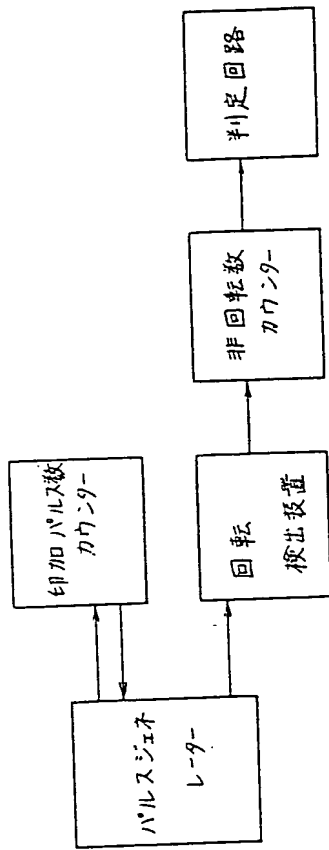 パルスジェネ
レーター
印加パルス数
カウンター
回転
検出装置
非回転数
カウンター
判定回路